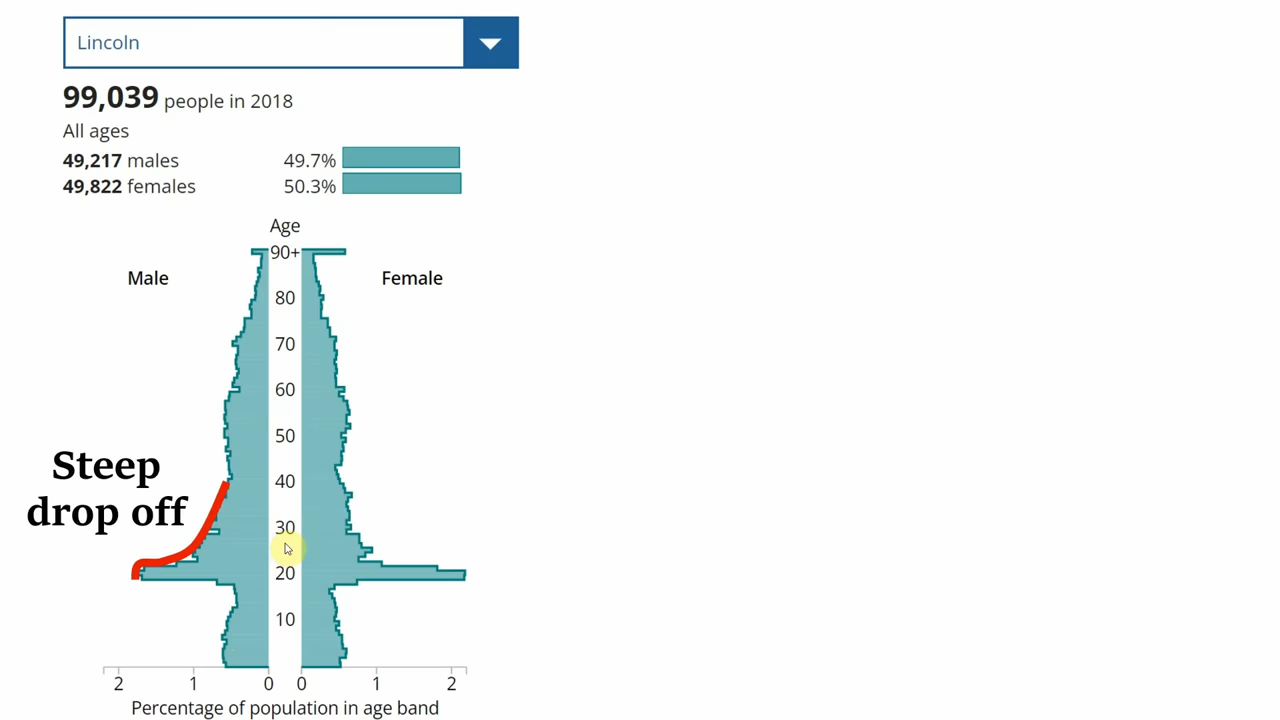 Lincoln
99,039 people in 2018
All ages
49,217 males 49.7%
49,822 females 50.3%
Age
90+
Male Female
80
70
60
50
Steep
drop off
40
30
20
10
2 1 0 0 1 2
Percentage of population in age band